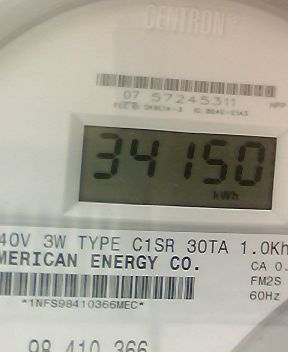 CENTRON®
07 57245311
HPP
34150
kWh
40V 3W TYPE C1SR 30TA 1.0Kh
MERICAN ENERGY CO.
CA 0.
FM2S
60Hz
*1NFS98410366MEC*
98 410 366